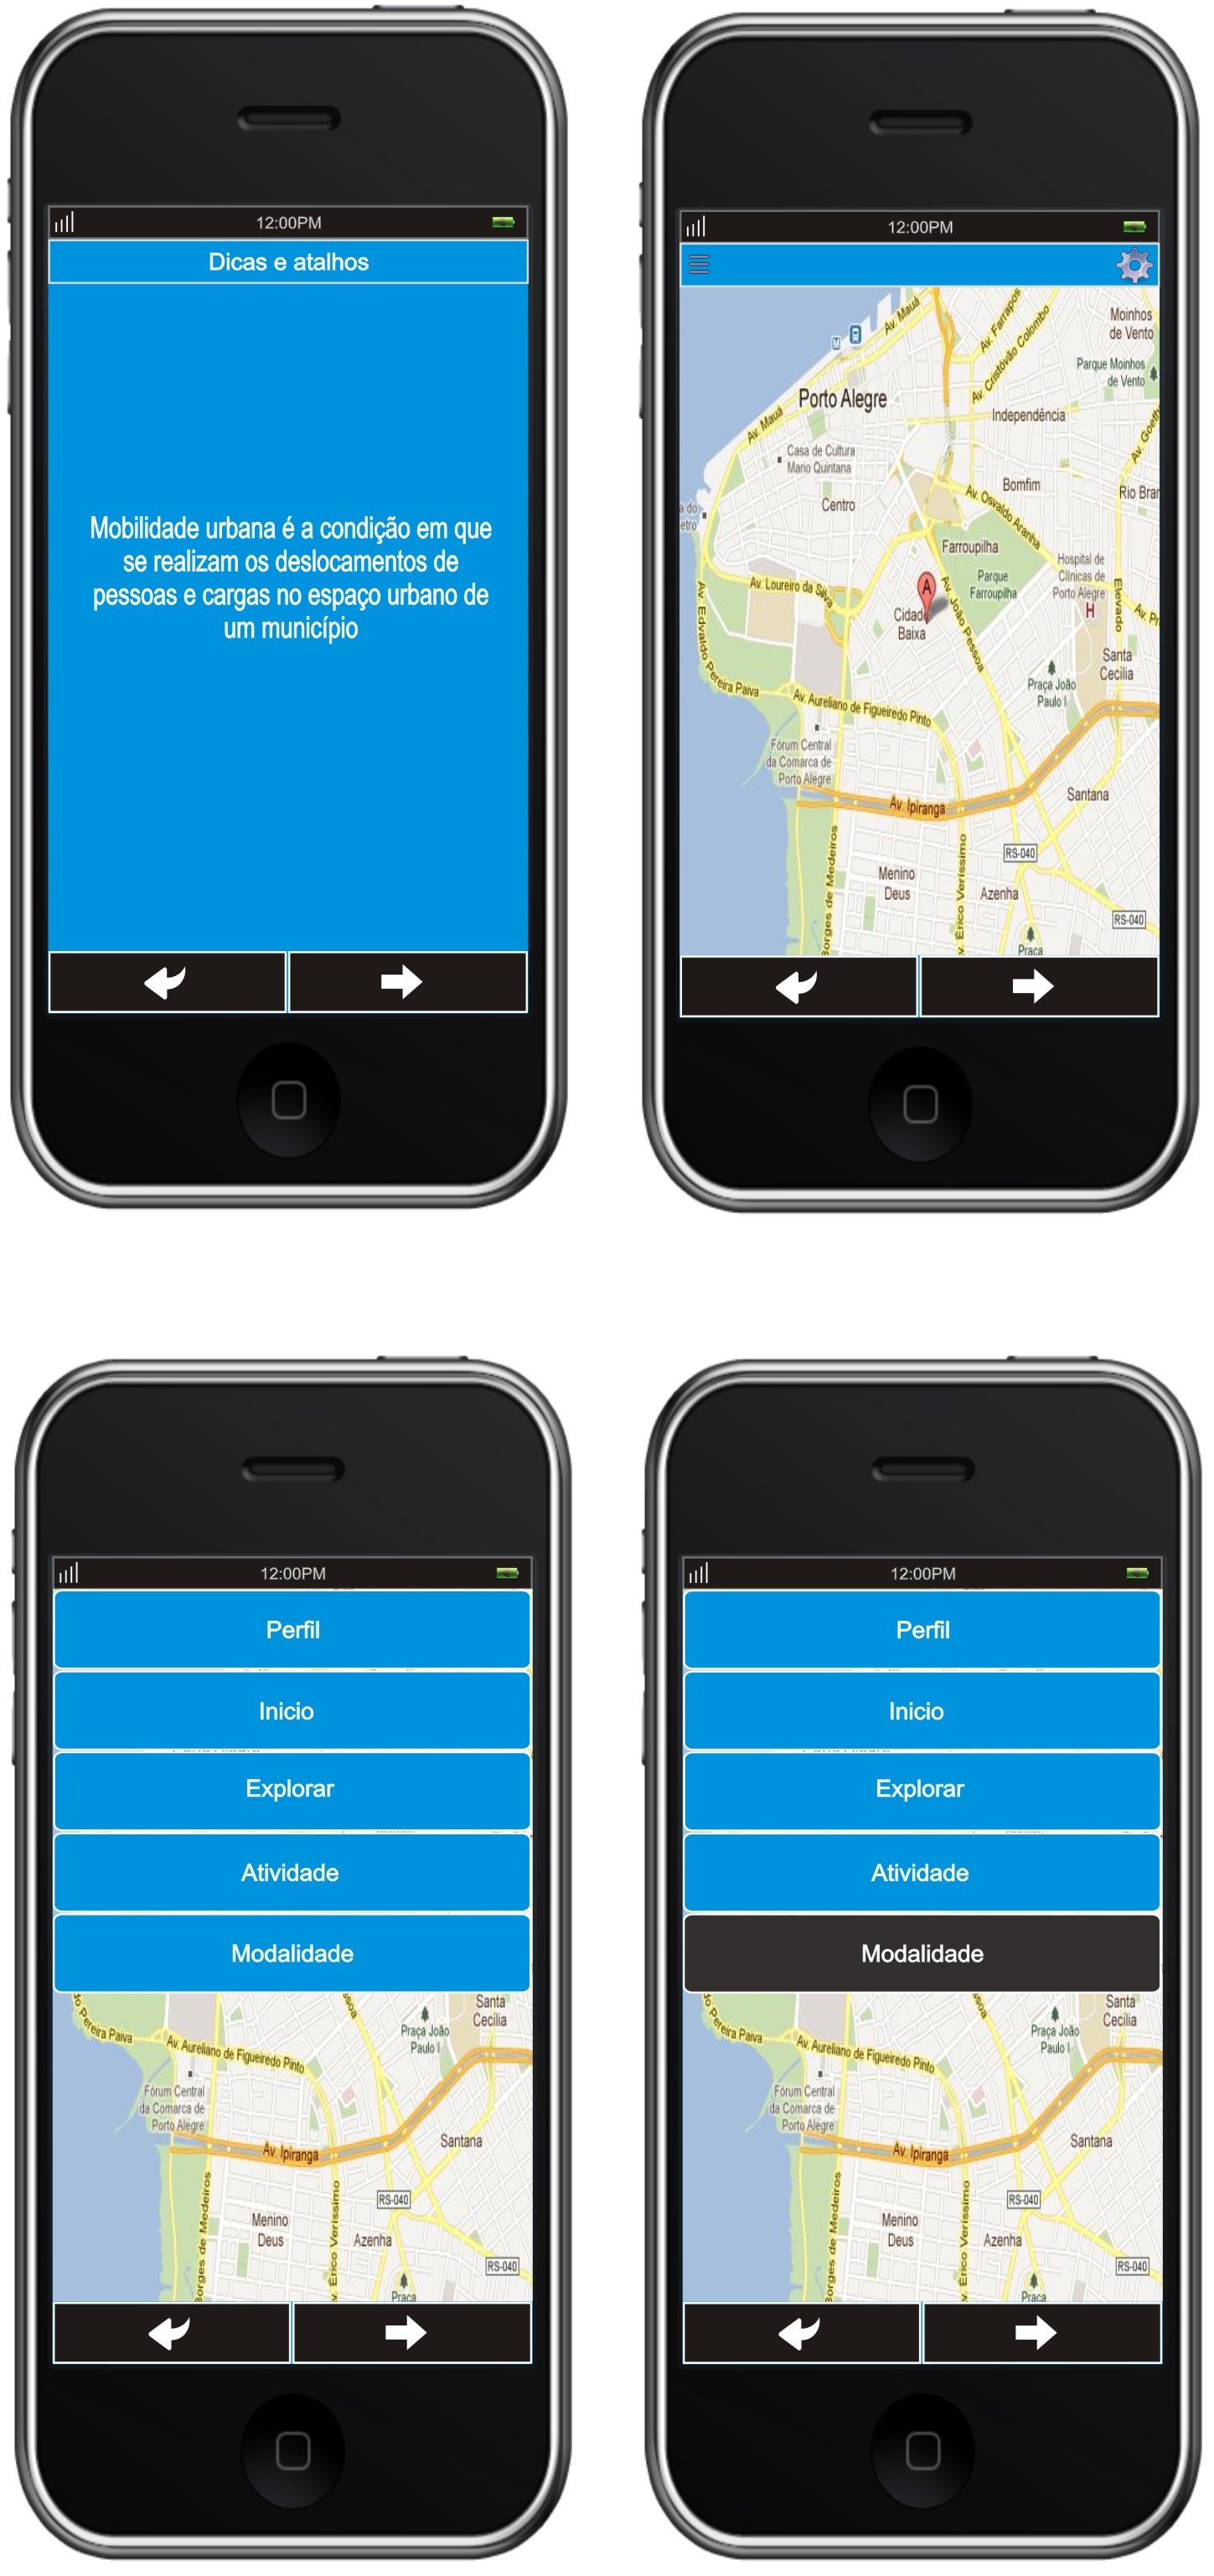 12:00PM
Dicas e atalhos
Mobilidade urbana é a condição em que
se realizam os deslocamentos de
pessoas e cargas no espaço urbano de
um município
12:00PM
Av. Mauá
Av. Farrapos
Moinhos
de Vento
Av. Cristóvão Colombo
Parque Moinhos
de Vento
Porto Alegre
Independência
Av. Mauá
Av. Goeth
Casa de Cultura
Mario Quintana
Bomfim
Rio Bran
Centro
Av. Osvaldo Aranha
a do
etro
Farroupilha
Hospital de
Clínicas de
Porto Alegre
H
Parque
Farroupilha
A
Av. Loureiro da Silva
Cidade
Baixa
Av. João Pessoa
Elevado
Av. Pr
Av. Edvaldo Pereira Paiva
Santa
Cecília
Praça João
Paulo I
Av. Aureliano de Figueiredo Pinto
Fórum Central
da Comarca de
Porto Alegre
Av. Ipiranga
Santana
RS-040
Menino
Deus
Azenha
Borges de Medeiros
v. Érico Veríssimo
RS-040
Praça
12:00PM
Perfil
Inicio
Explorar
Atividade
Modalidade
Santa
Cecília
do Pereira Paiva
ssoa
Praça João
Paulo I
Av. Aureliano de Figueiredo Pinto
Fórum Central
da Comarca de
Porto Alegre
Av. Ipiranga
Santana
RS-040
Menino
Deus
Azenha
Borges de Medeiros
v. Érico Veríssimo
RS-040
Praça
12:00PM
Perfil
Inicio
Explorar
Atividade
Modalidade
Santa
Cecília
do Pereira Paiva
ssoa
Praça João
Paulo I
Av. Aureliano de Figueiredo Pinto
Fórum Central
da Comarca de
Porto Alegre
Av. Ipiranga
Santana
RS-040
Menino
Deus
Azenha
Borges de Medeiros
v. Érico Veríssimo
RS-040
Praça